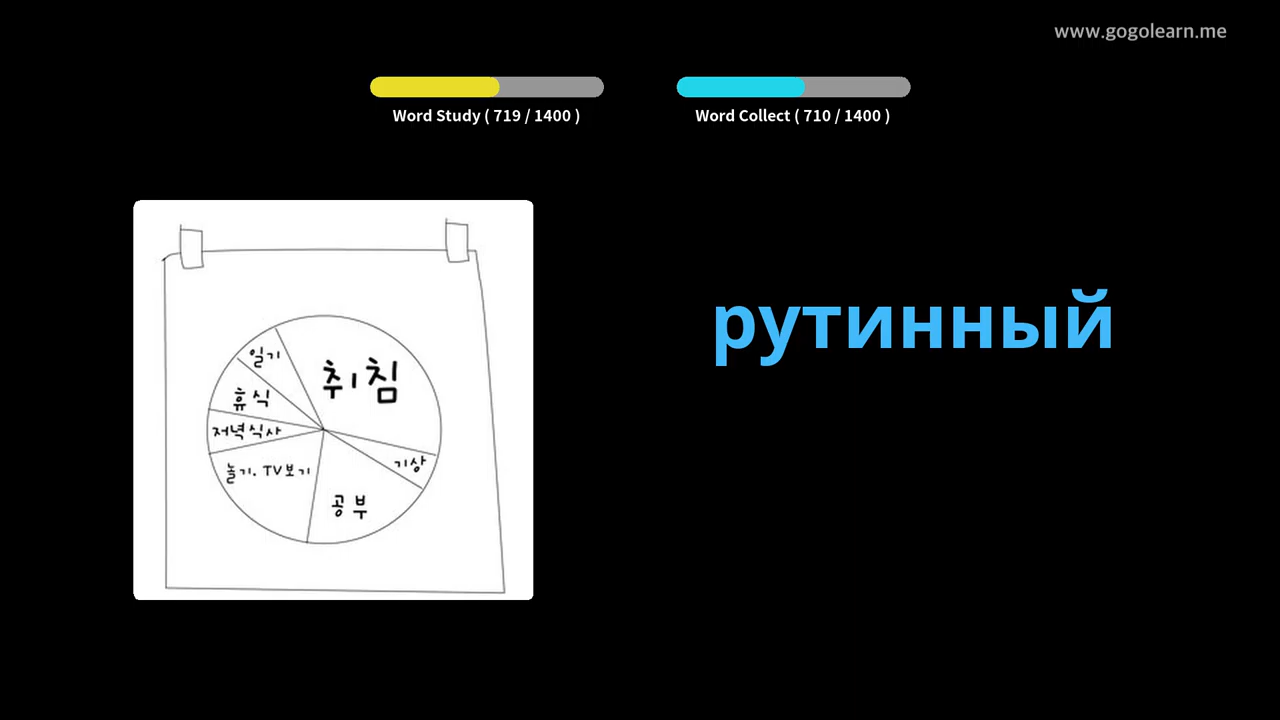 www.gogolearn.me
Word Study ( 719 / 1400 )
Word Collect ( 710 / 1400 )
рутинный
일기
취침
휴식
저녁식사
기상
놀기. TV보기
공부